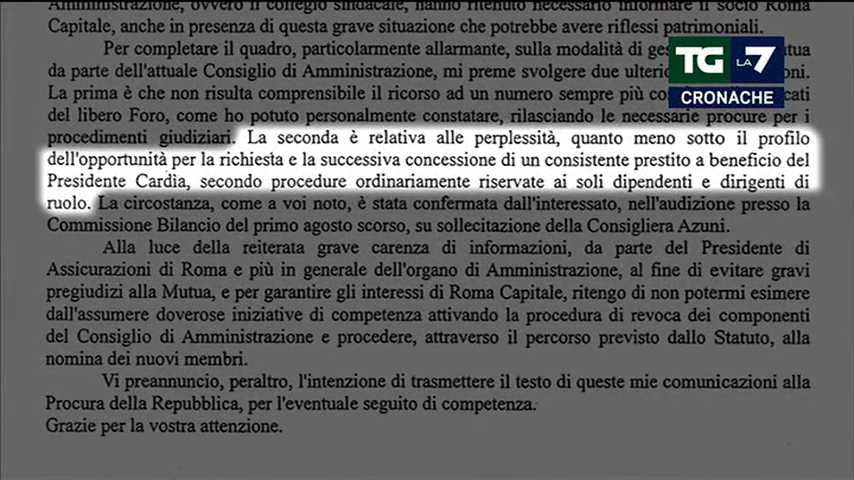 Amministrazione, ovvero il collegio sindacale, hanno ritenuto necessario informare il socio Roma
Capitale, anche in presenza di questa grave situazione che potrebbe avere riflessi patrimoniali.
Per completare il quadro, particolarmente allarmante, sulla modalità di
da parte dell'attuale Consiglio di Amministrazione, mi preme svolgere due
La prima è che non risulta comprensibile il ricorso ad un numero sempre più
del libero Foro, come ho potuto personalmente constatare, rilasciando le necessarie procure per i
procedimenti giudiziari. La seconda è relativa alle perplessità, quanto meno sotto il profilo
dell'opportunità per la richiesta e la successiva concessione di un consistente prestito a beneficio del
Presidente Cardia, secondo procedure ordinariamente riservate ai soli dipendenti e dirigenti di
ruolo. La circostanza, come a voi noto, è stata confermata dall'interessato, nell'audizione presso la
Commissione Bilancio del primo agosto scorso, su sollecitazione della Consigliera Azuni.
Alla luce della reiterata grave carenza di informazioni, da parte del Presidente di
Assicurazioni di Roma e più in generale dell'organo di Amministrazione, al fine di evitare gravi
pregiudizi alla Mutua, e per garantire gli interessi di Roma Capitale, ritengo di non potermi esimere
dall'assumere doverose iniziative di competenza attivando la procedura di revoca dei componenti
del Consiglio di Amministrazione e procedere, attraverso il percorso previsto dallo Statuto, alla
nomina dei nuovi membri.
Vi preannuncio, peraltro, l'intenzione di trasmettere il testo di queste mie comunicazioni alla
Procura della Repubblica, per l'eventuale seguito di competenza.
Grazie per la vostra attenzione.
TG LA 7
CRONACHE